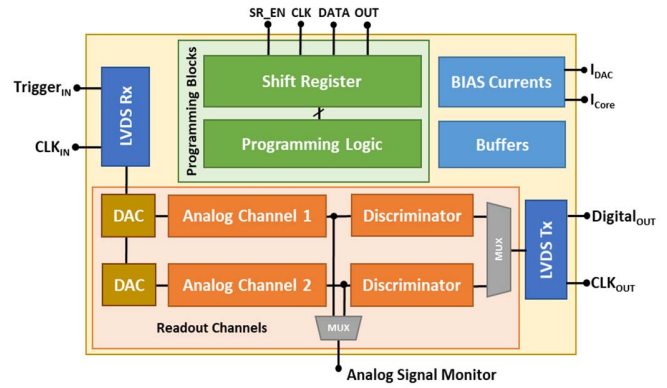 SR_EN CLK DATA OUT
Programming Blocks
Shift Register
Programming Logic
BIAS Currents
Buffers
I_DAC
I_Core
Trigger_IN
CLK_IN
LVDS Rx
DAC
Analog Channel 1
Discriminator
DAC
Analog Channel 2
Discriminator
MUX
MUX
LVDS Tx
Digital_OUT
CLK_OUT
Readout Channels
Analog Signal Monitor